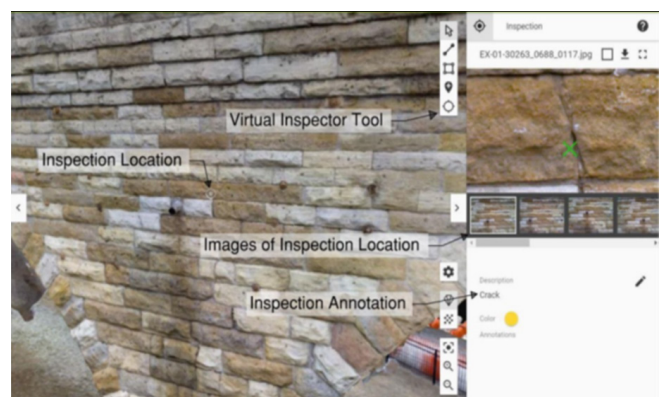 Inspection
EX-01-30263_0688_0117.jpg
Virtual Inspector Tool
Inspection Location
Images of Inspection Location
Description
Inspection Annotation
Crack
Color
Annotations